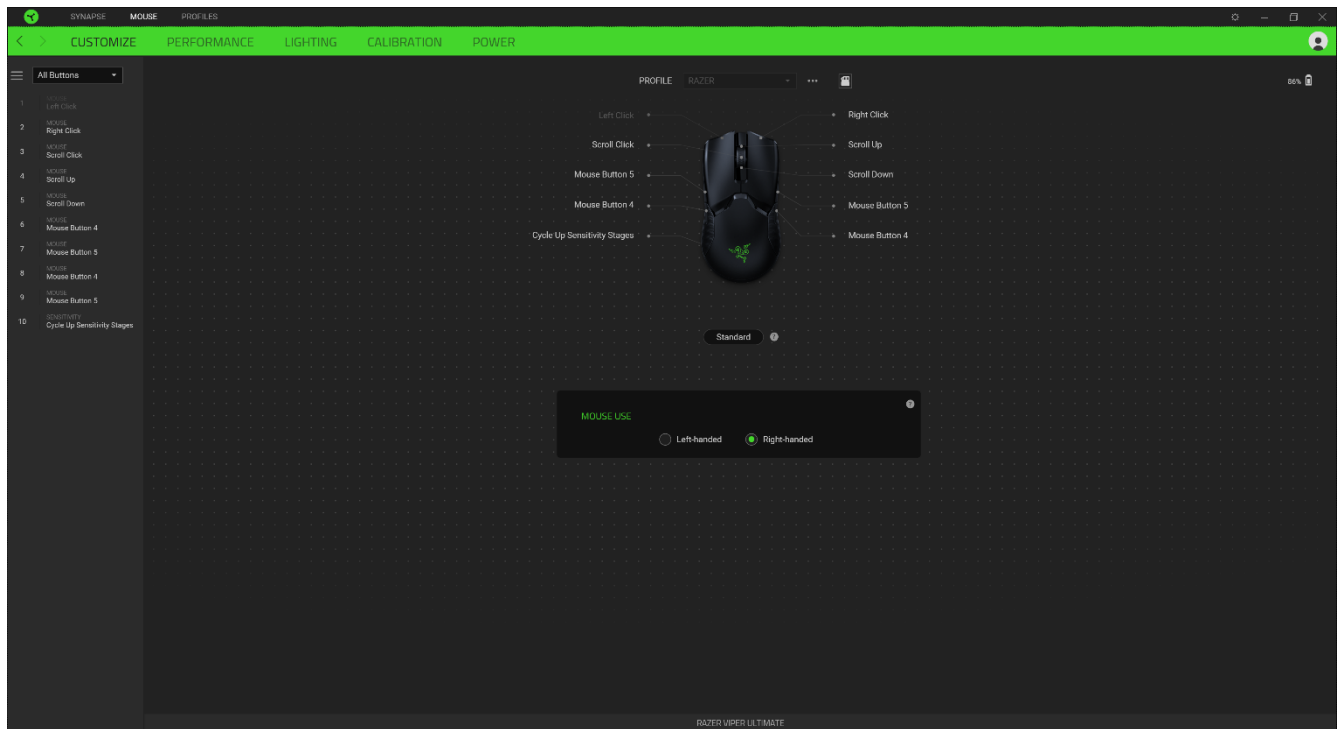 SYNAPSE MOUSE PROFILES
CUSTOMIZE PERFORMANCE LIGHTING CALIBRATION POWER
All Buttons
PROFILE RAZER
86%
1 MOUSE
Left Click
2 MOUSE
Right Click
3 MOUSE
Scroll Click
4 MOUSE
Scroll Up
5 MOUSE
Scroll Down
6 MOUSE
Mouse Button 4
7 MOUSE
Mouse Button 5
8 MOUSE
Mouse Button 4
9 MOUSE
Mouse Button 5
10 SENSITIVITY
Cycle Up Sensitivity Stages
Left Click
Scroll Click
Mouse Button 5
Mouse Button 4
Cycle Up Sensitivity Stages
Right Click
Scroll Up
Scroll Down
Mouse Button 5
Mouse Button 4
Standard ?
?
MOUSE USE
Left-handed Right-handed
RAZER VIPER ULTIMATE